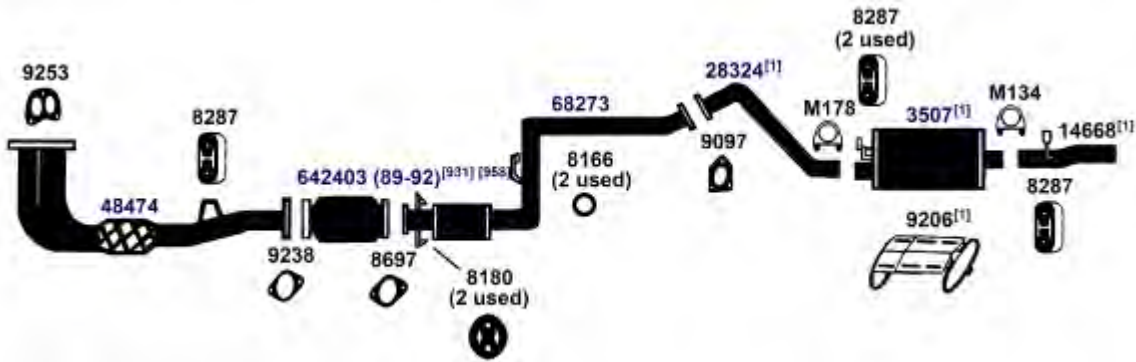 9253
8287
48474
9238
642403 (89-92)[931] [958]
8697
8180
(2 used)
68273
8166
(2 used)
28324[1]
9097
M178
8287
(2 used)
3507[1]
M134
14668[1]
8287
9206[1]